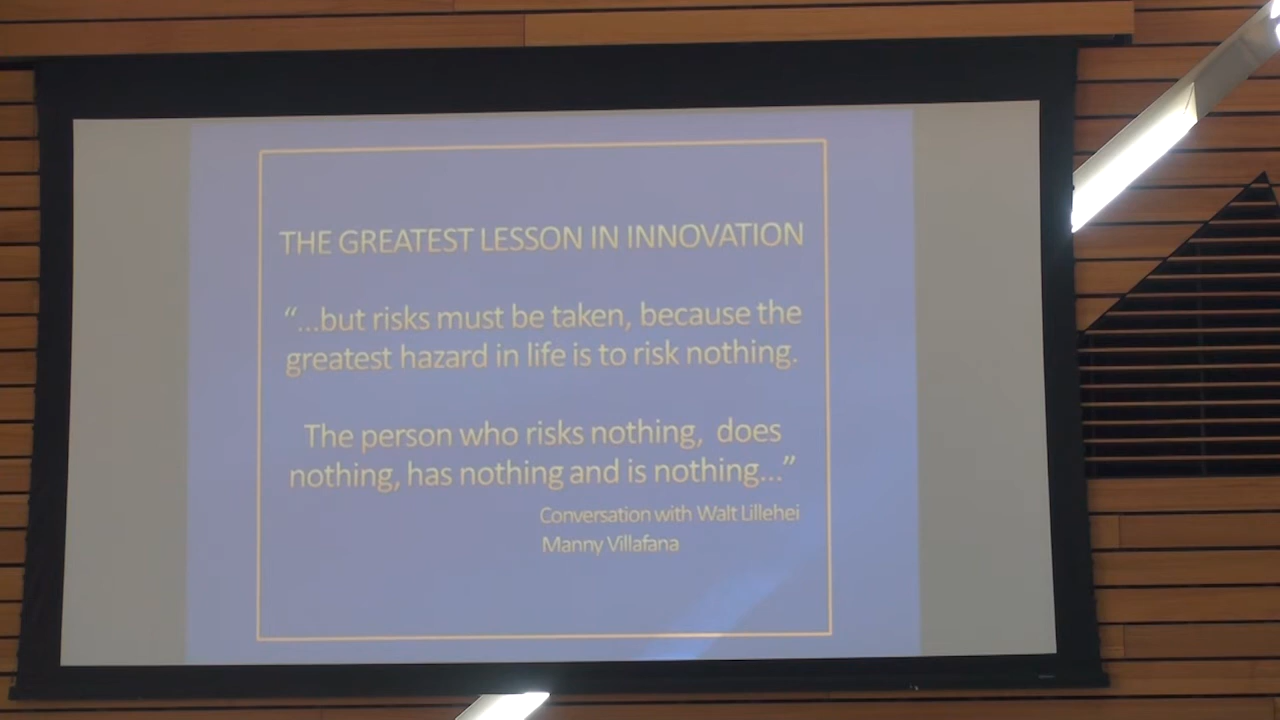 THE GREATEST LESSON IN INNOVATION
“...but risks must be taken, because the
greatest hazard in life is to risk nothing.
The person who risks nothing, does
nothing, has nothing and is nothing...”
Conversation with Walt Lillehei
Manny Villafana